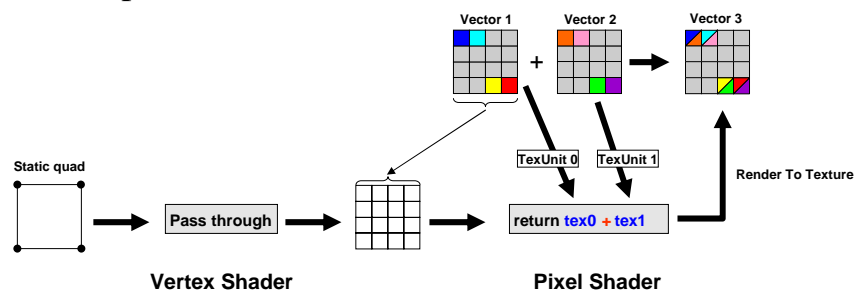 Vector 1
Vector 2
Vector 3
+
TexUnit 0
TexUnit 1
Static quad
Render To Texture
Pass through
return tex0 + tex1
Vertex Shader
Pixel Shader